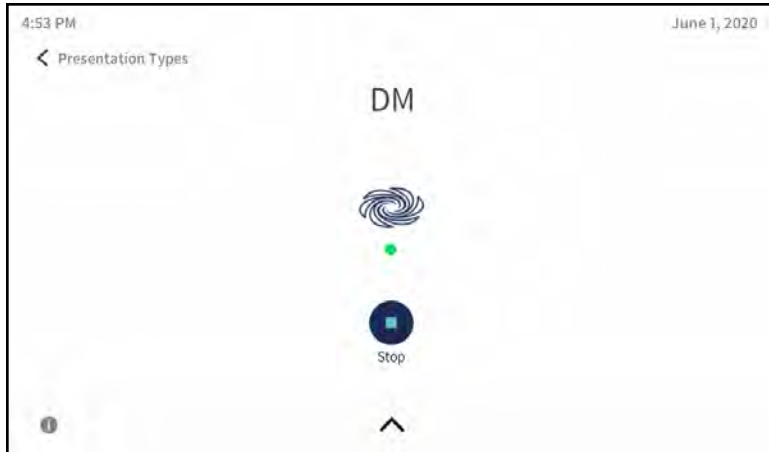 4:53 PM
June 1, 2020
Presentation Types
DM
Stop